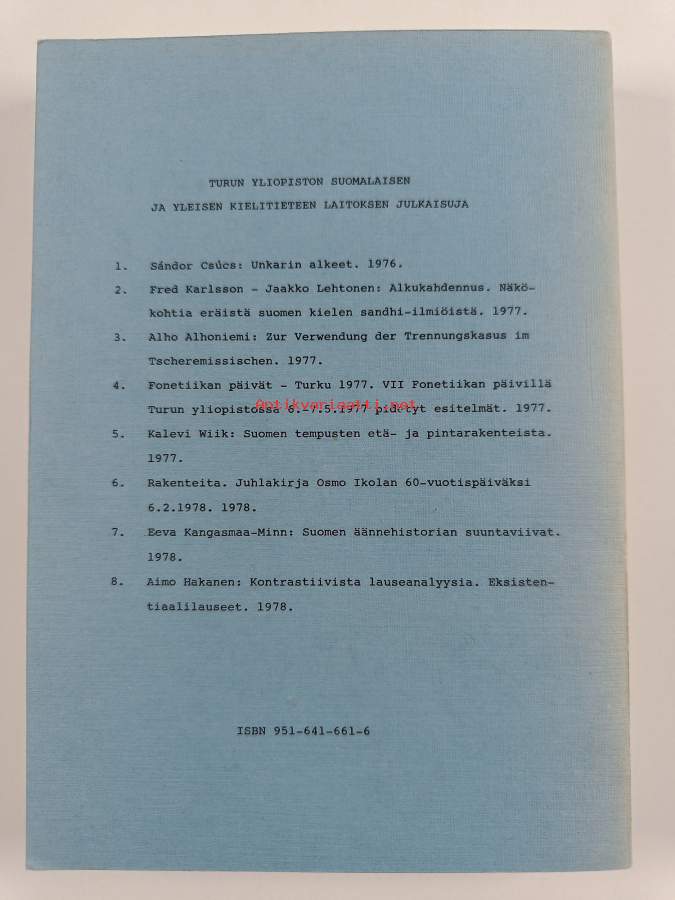 TURUN YLIOPISTON SUOMALAISEN
JA YLEISEN KIELITIETEEN LAITOKSEN JULKAISUJA
1. Sándor Csúcs: Unkarin alkeet. 1976.
2. Fred Karlsson - Jaakko Lehtonen: Alkukahdennus. Näkö-
kohtia eräistä suomen kielen sandhi-ilmiöistä. 1977.
3. Alho Alhoniemi: Zur Verwendung der Trennungskasus im
Tscheremissischen. 1977.
4. Fonetiikan päivät - Turku 1977. VII Fonetiikan päivillä
Turun yliopistossa 6.-7.5.1977 pidetyt esitelmät. 1977.
Antikvariaatti.net
5. Kalevi Wiik: Suomen tempusten etä- ja pintarakenteista.
1977.
6. Rakenteita. Juhlakirja Osmo Ikolan 60-vuotispäiväksi
6.2.1978. 1978.
7. Eeva Kangasmaa-Minn: Suomen äännehistorian suuntaviivat.
1978.
8. Aimo Hakanen: Kontrastiivista lauseanalyysia. Eksisten-
tiaalilauseet. 1978.
ISBN 951-641-661-6